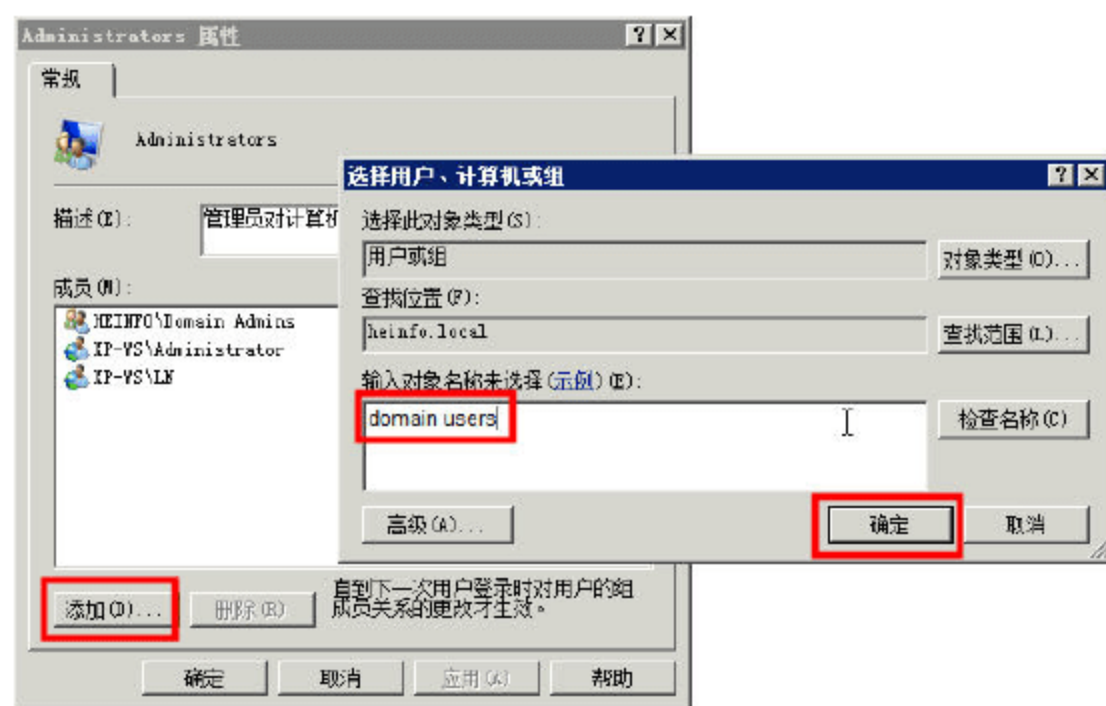 Administrators 属性
常规
Administrators
描述(E):
管理员对计算机
成员(M):
HEINFO\Domain Admins
XP-VS\Administrator
XP-VS\LN
添加(D)...
删除(R)
直到下一次用户登录时对用户的组
成员关系的更改才生效。
确定
取消
应用(A)
帮助
选择用户、计算机或组
选择此对象类型(S):
用户或组
对象类型(O)...
查找位置(F):
heinfo.local
查找范围(L)...
输入对象名称来选择(示例)(E):
domain users
检查名称(C)
高级(A)...
确定
取消